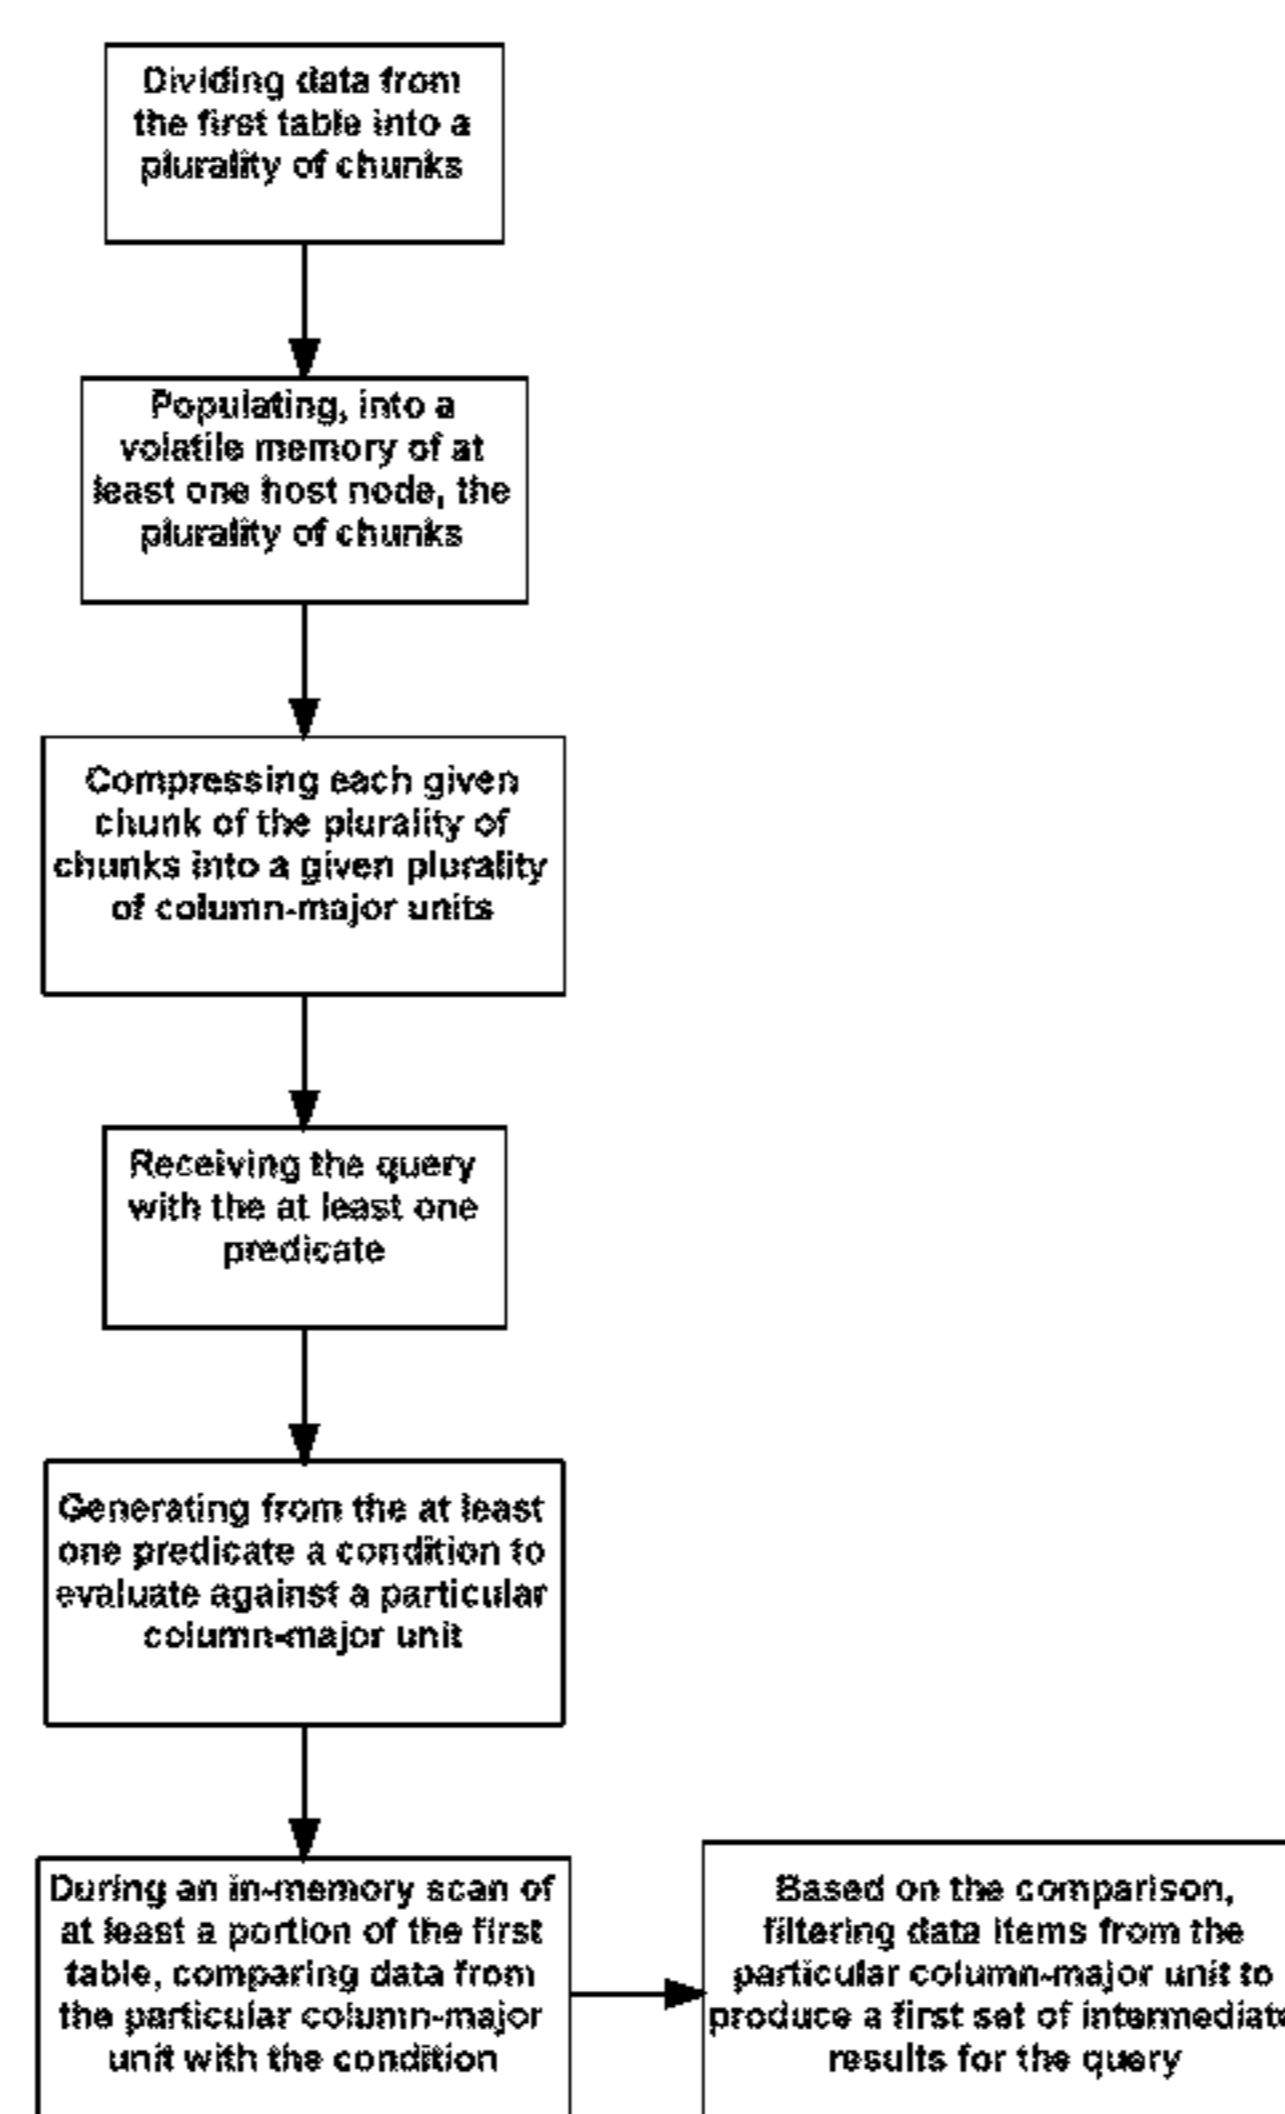 Dividing data from
the first table into a
plurality of chunks
Populating, into a
volatile memory of at
least one host node, the
plurality of chunks
Compressing each given
chunk of the plurality of
chunks into a given plurality
of column-major units
Receiving the query
with the at least one
predicate
Generating from the at least
one predicate a condition to
evaluate against a particular
column-major unit
During an in-memory scan of
at least a portion of the first
table, comparing data from
the particular column-major
unit with the condition
Based on the comparison,
filtering data items from the
particular column-major unit to
produce a first set of intermediate
results for the query